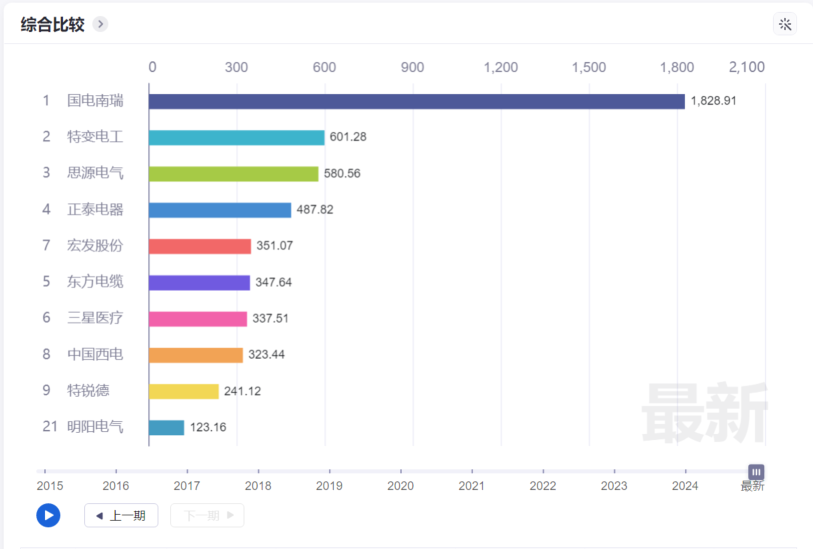 综合比较
0 300 600 900 1,200 1,500 1,800 2,100
1 国电南瑞 1,828.91
2 特变电工 601.28
3 思源电气 580.56
4 正泰电器 487.82
7 宏发股份 351.07
5 东方电缆 347.64
6 三星医疗 337.51
8 中国西电 323.44
9 特锐德 241.12
21 明阳电气 123.16
最新
2015 2016 2017 2018 2019 2020 2021 2022 2023 2024 最新
上一期 下一期